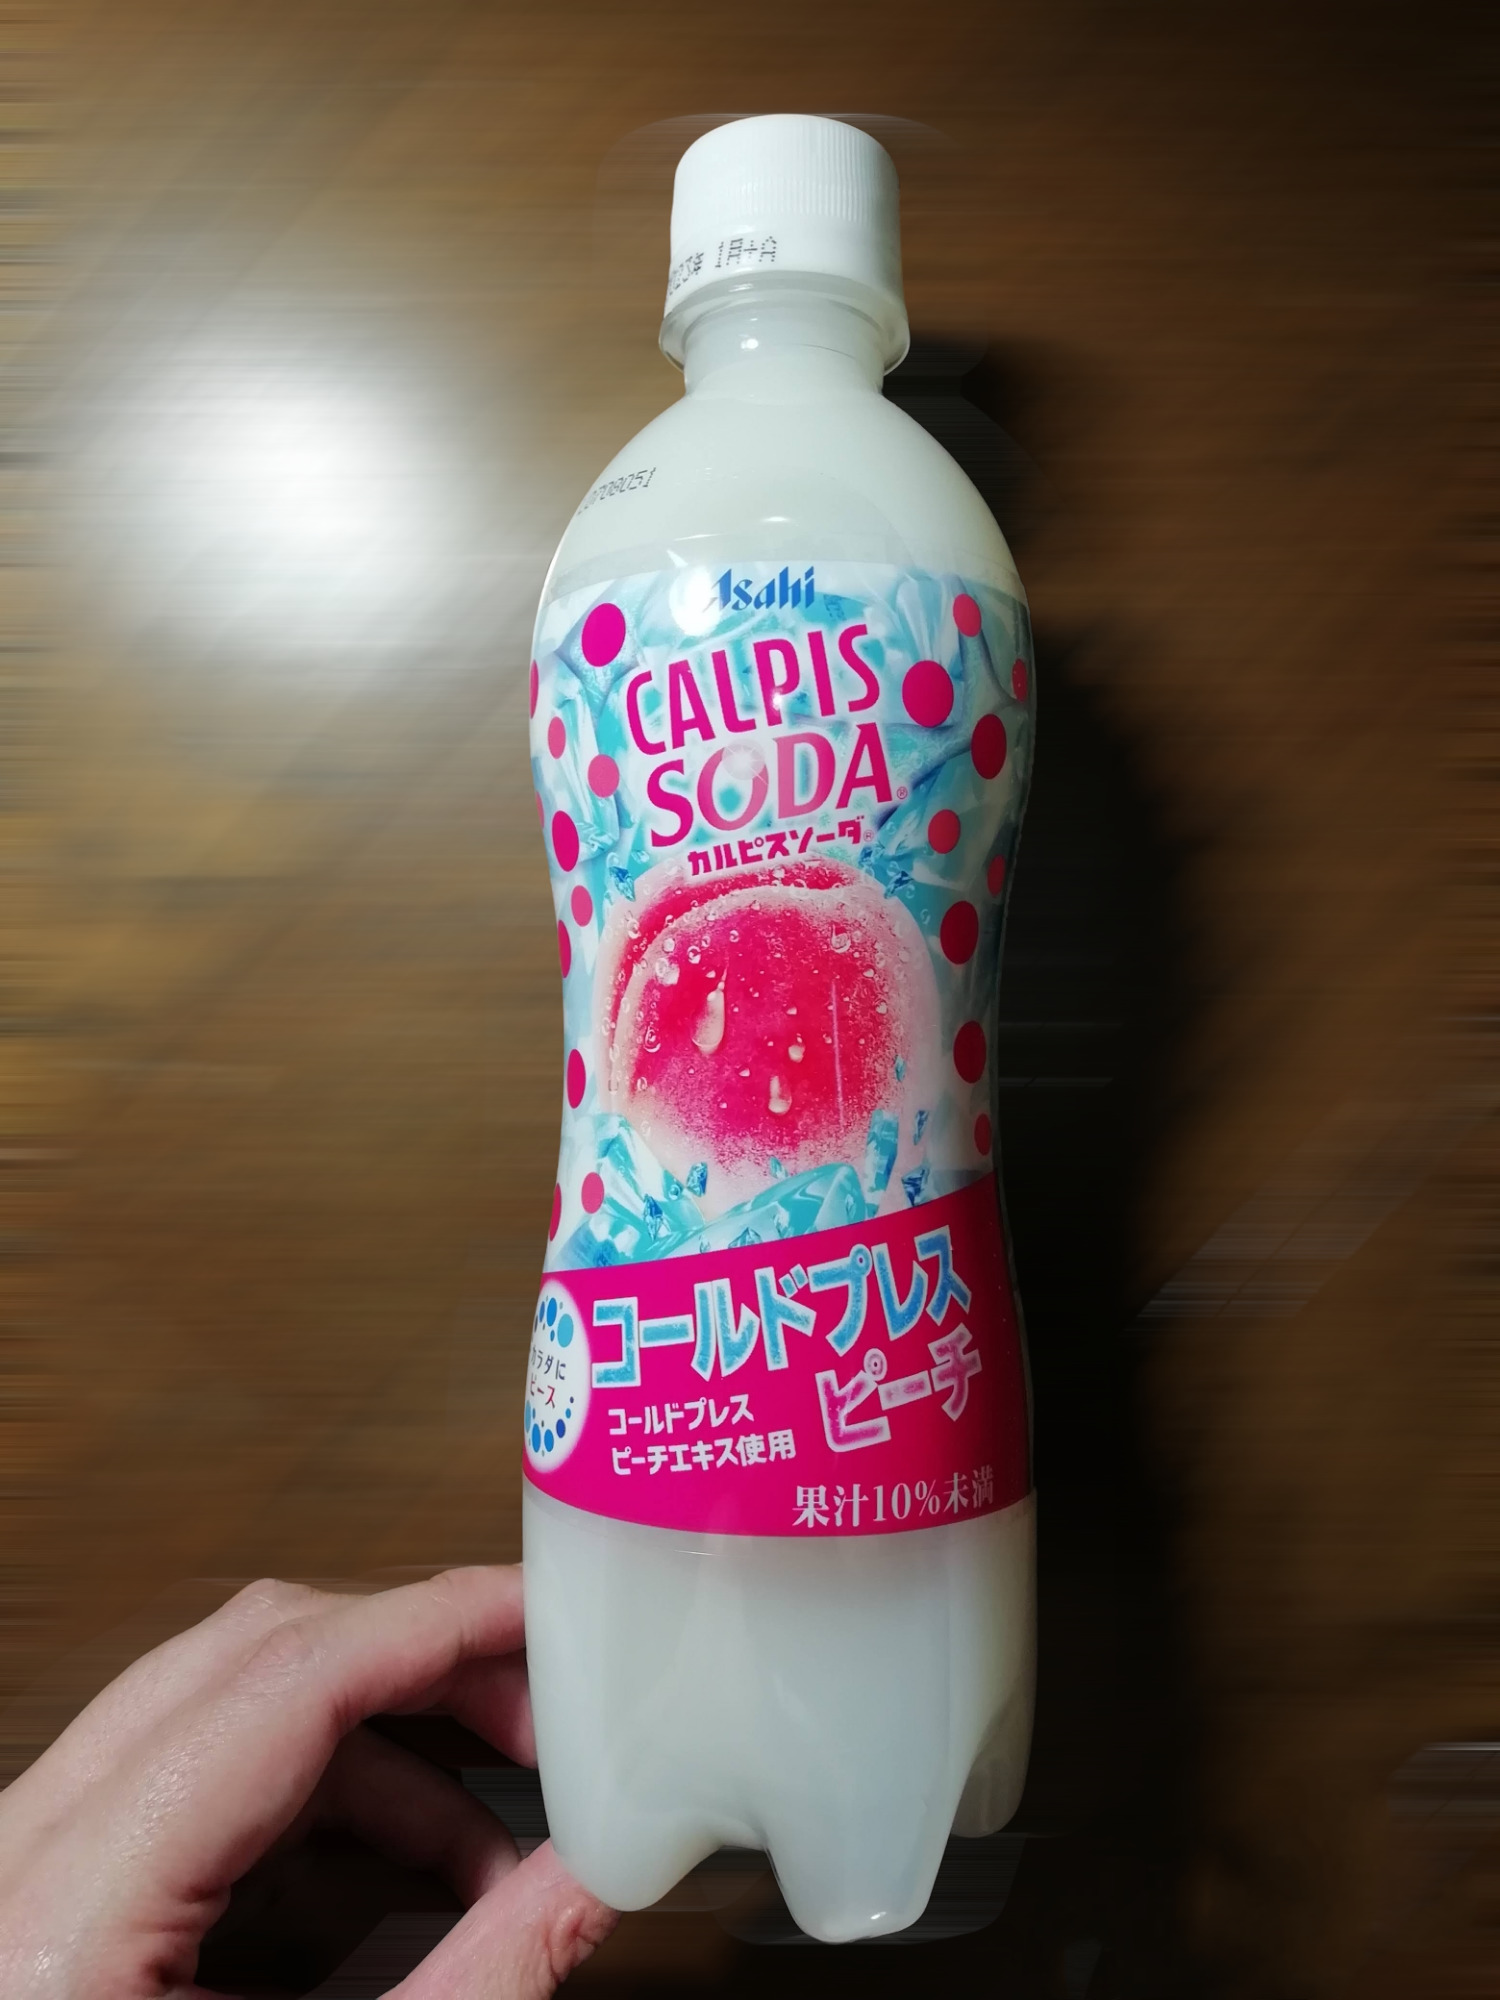 1月+A
Asahi
CALPIS
SODA®
カルピスソーダ®
コールドプレス
ピーチ
カラダに
ピース
コールドプレス
ピーチエキス使用
果汁10%未満